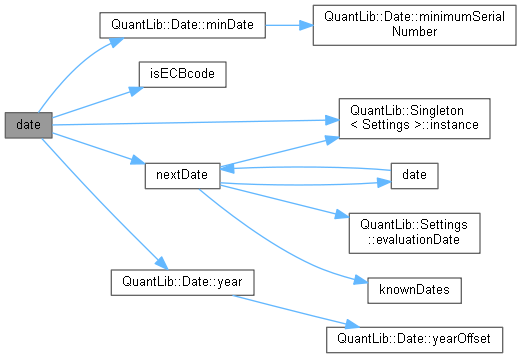 QuantLib::Date::minDate
QuantLib::Date::minimumSerial
Number
isECBcode
date
QuantLib::Singleton
< Settings >::instance
nextDate
date
QuantLib::Settings
::evaluationDate
QuantLib::Date::year
knownDates
QuantLib::Date::yearOffset